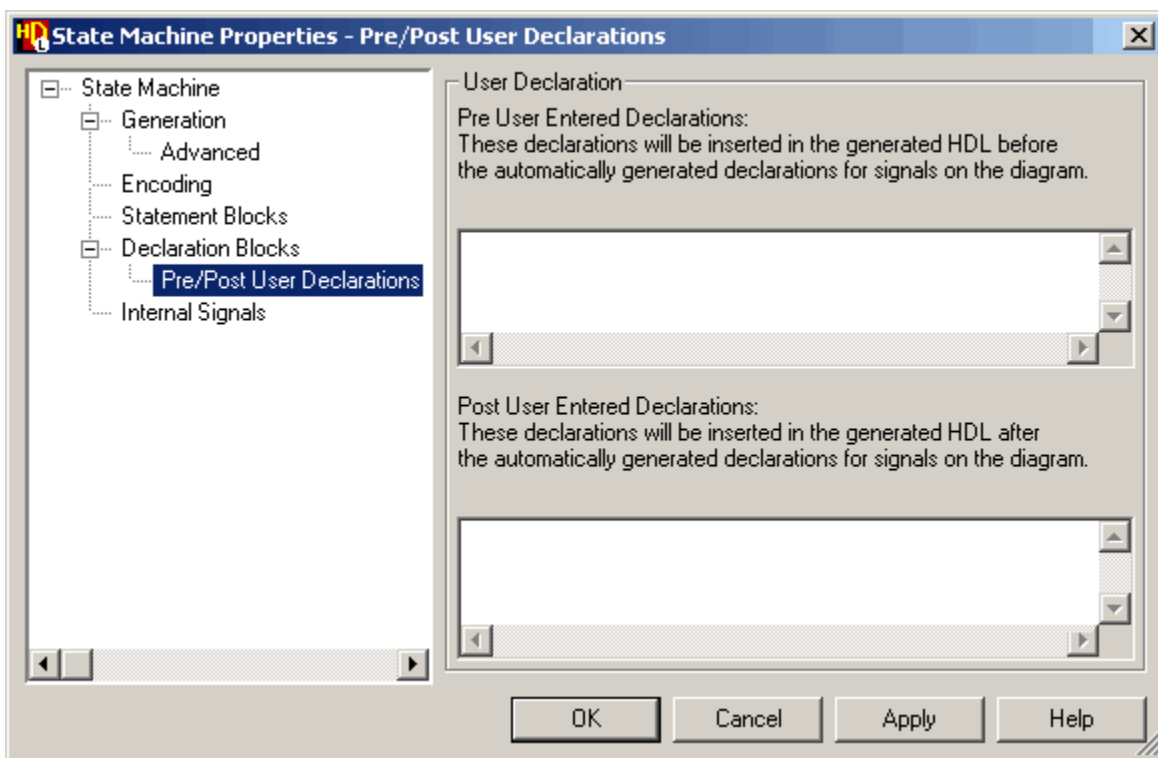 HDL State Machine Properties - Pre/Post User Declarations
State Machine
Generation
Advanced
Encoding
Statement Blocks
Declaration Blocks
Pre/Post User Declarations
Internal Signals
User Declaration
Pre User Entered Declarations:
These declarations will be inserted in the generated HDL before
the automatically generated declarations for signals on the diagram.
Post User Entered Declarations:
These declarations will be inserted in the generated HDL after
the automatically generated declarations for signals on the diagram.
OK Cancel Apply Help